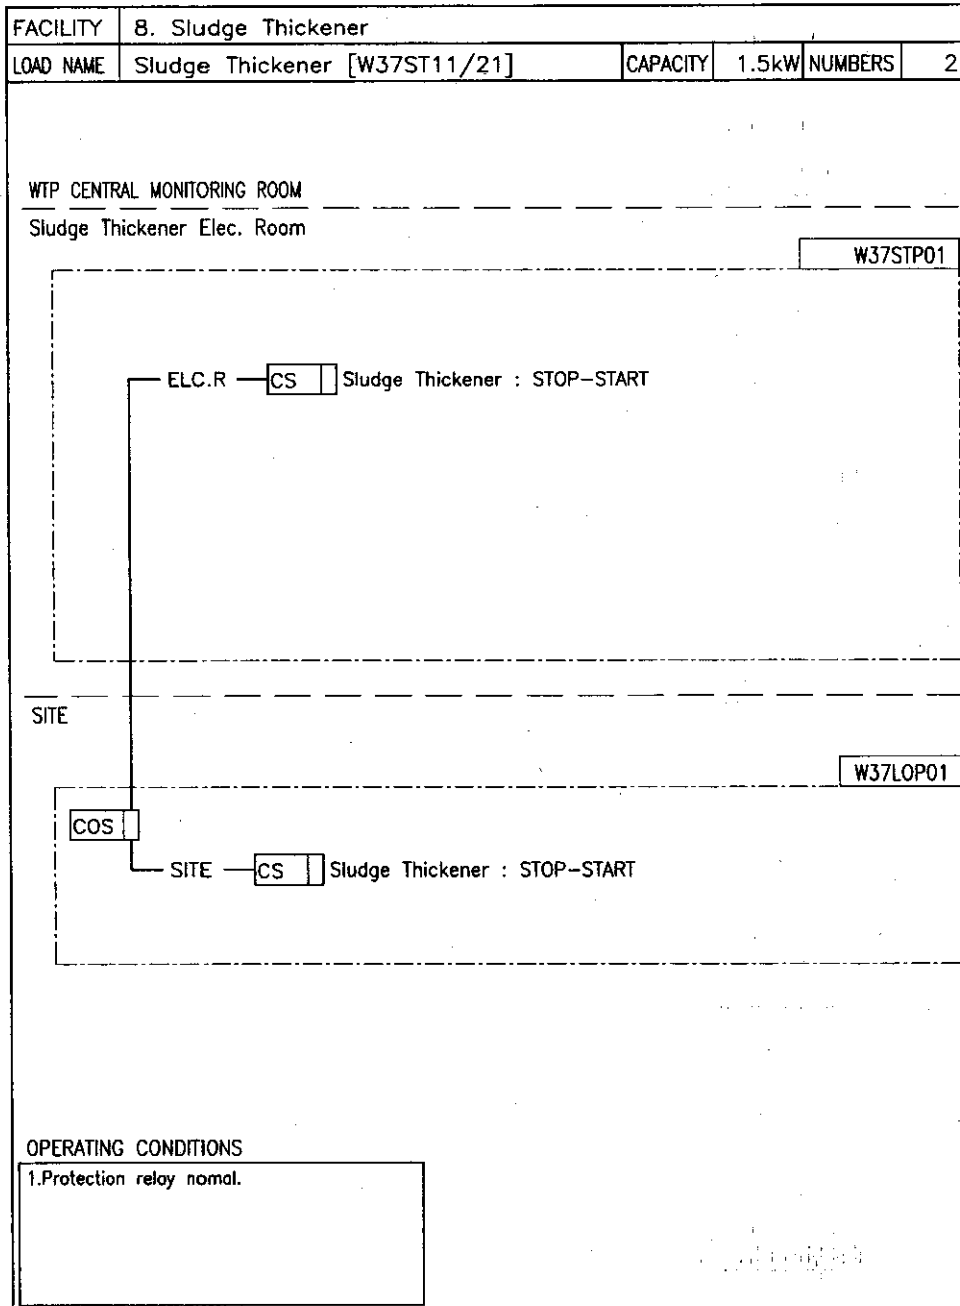 FACILITY 8. Sludge Thickener
LOAD NAME Sludge Thickener [W37ST11/21] CAPACITY 1.5kW NUMBERS 2
WTP CENTRAL MONITORING ROOM
Sludge Thickener Elec. Room
W37STP01
ELC.R CS Sludge Thickener : STOP-START
SITE
W37LOP01
COS
SITE CS Sludge Thickener : STOP-START
OPERATING CONDITIONS
1.Protection relay nomal.